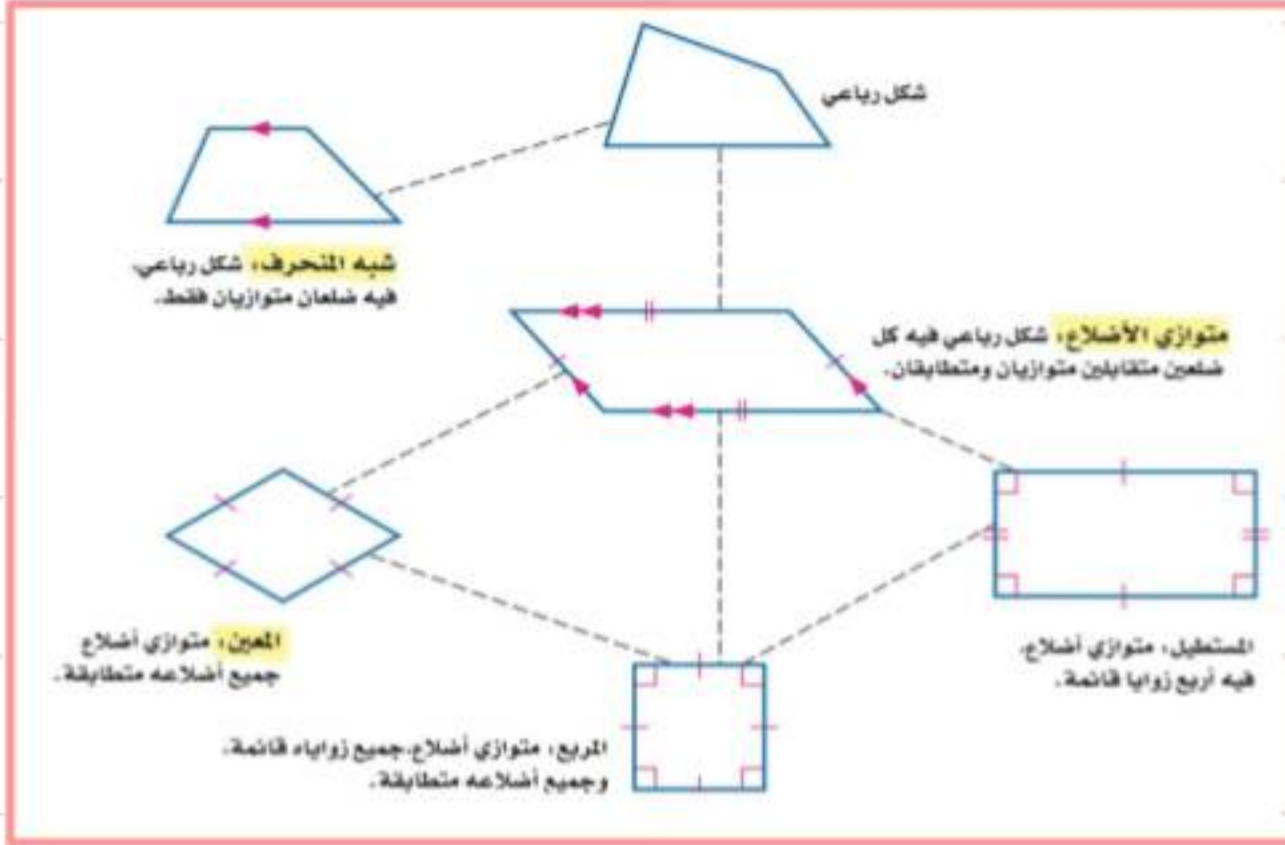 شكل رباعي
شبه المنحرف، شكل رباعي،
فيه ضلعان متوازيان فقط.
متوازي الأضلاع، شكل رباعي فيه كل
ضلعين متقابلين متوازيان ومتطابقان.
المستطيل، متوازي أضلاع،
فيه أربع زوايا قائمة.
المعين، متوازي أضلاع
جميع أضلاعه متطابقة.
المربع، متوازي أضلاع، جميع زواياه قائمة،
وجميع أضلاعه متطابقة.